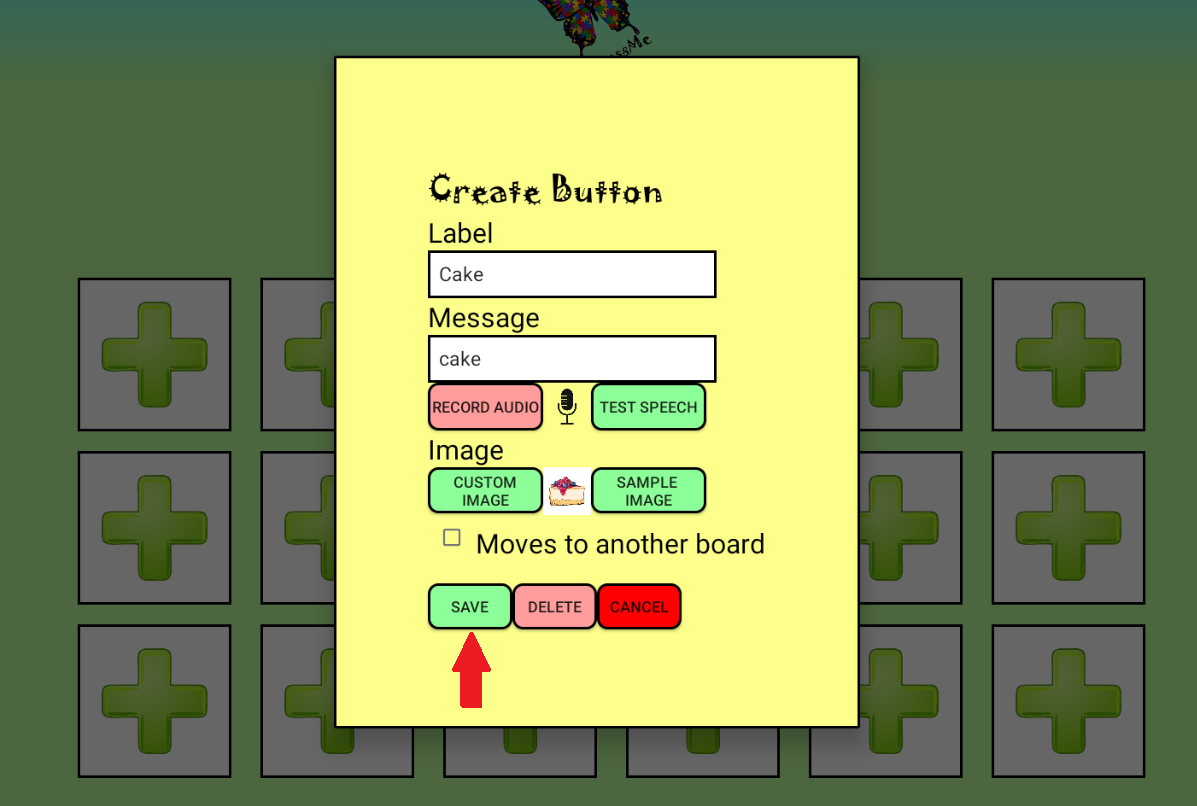 Create Button
Label
Cake
Message
cake
RECORD AUDIO TEST SPEECH
Image
CUSTOM IMAGE SAMPLE IMAGE
Moves to another board
SAVE DELETE CANCEL